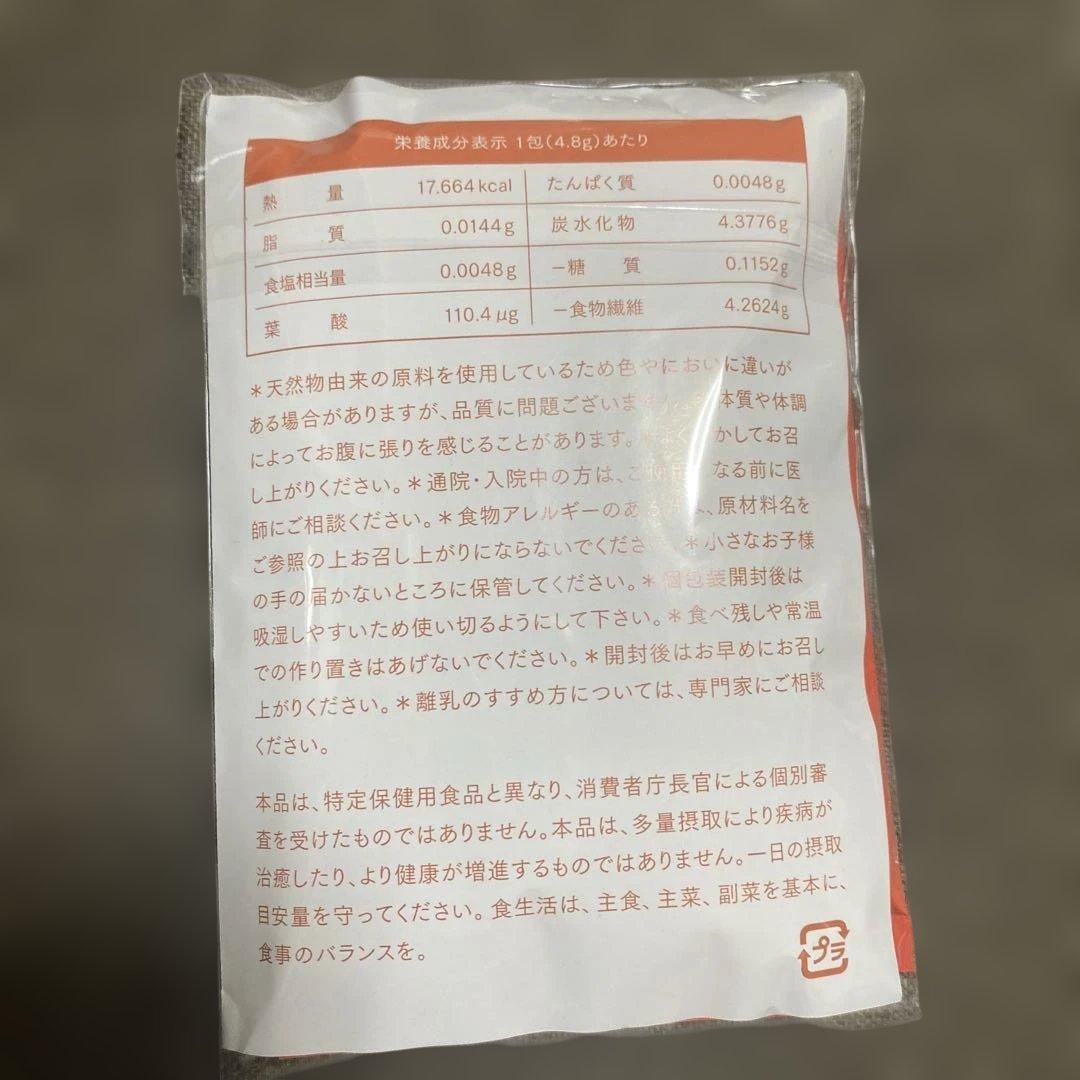 栄養成分表示 1包(4.8g)あたり
熱 量 17.664kcal たんぱく質 0.0048g
脂 質 0.0144g 炭水化物 4.3776g
食塩相当量 0.0048g −糖 質 0.1152g
葉 酸 110.4μg −食物繊維 4.2624g
＊天然物由来の原料を使用しているため色やにおいに違いが
ある場合がありますが、品質に問題ございま 体質や体調
によってお腹に張りを感じることがあります。 かしてお召
し上がりください。＊通院・入院中の方は、ご なる前に医
師にご相談ください。＊食物アレルギーのある 、原材料名を
ご参照の上お召し上がりにならないでくださ ＊小さなお子様
の手の届かないところに保管してください。＊個包装開封後は
吸湿しやすいため使い切るようにして下さい。＊食べ残しや常温
での作り置きはあげないでください。＊開封後はお早めにお召し
上がりください。＊離乳のすすめ方については、専門家にご相談
ください。
本品は、特定保健用食品と異なり、消費者庁長官による個別審
査を受けたものではありません。本品は、多量摂取により疾病が
治癒したり、より健康が増進するものではありません。一日の摂取
目安量を守ってください。食生活は、主食、主菜、副菜を基本に、
食事のバランスを。
プラ